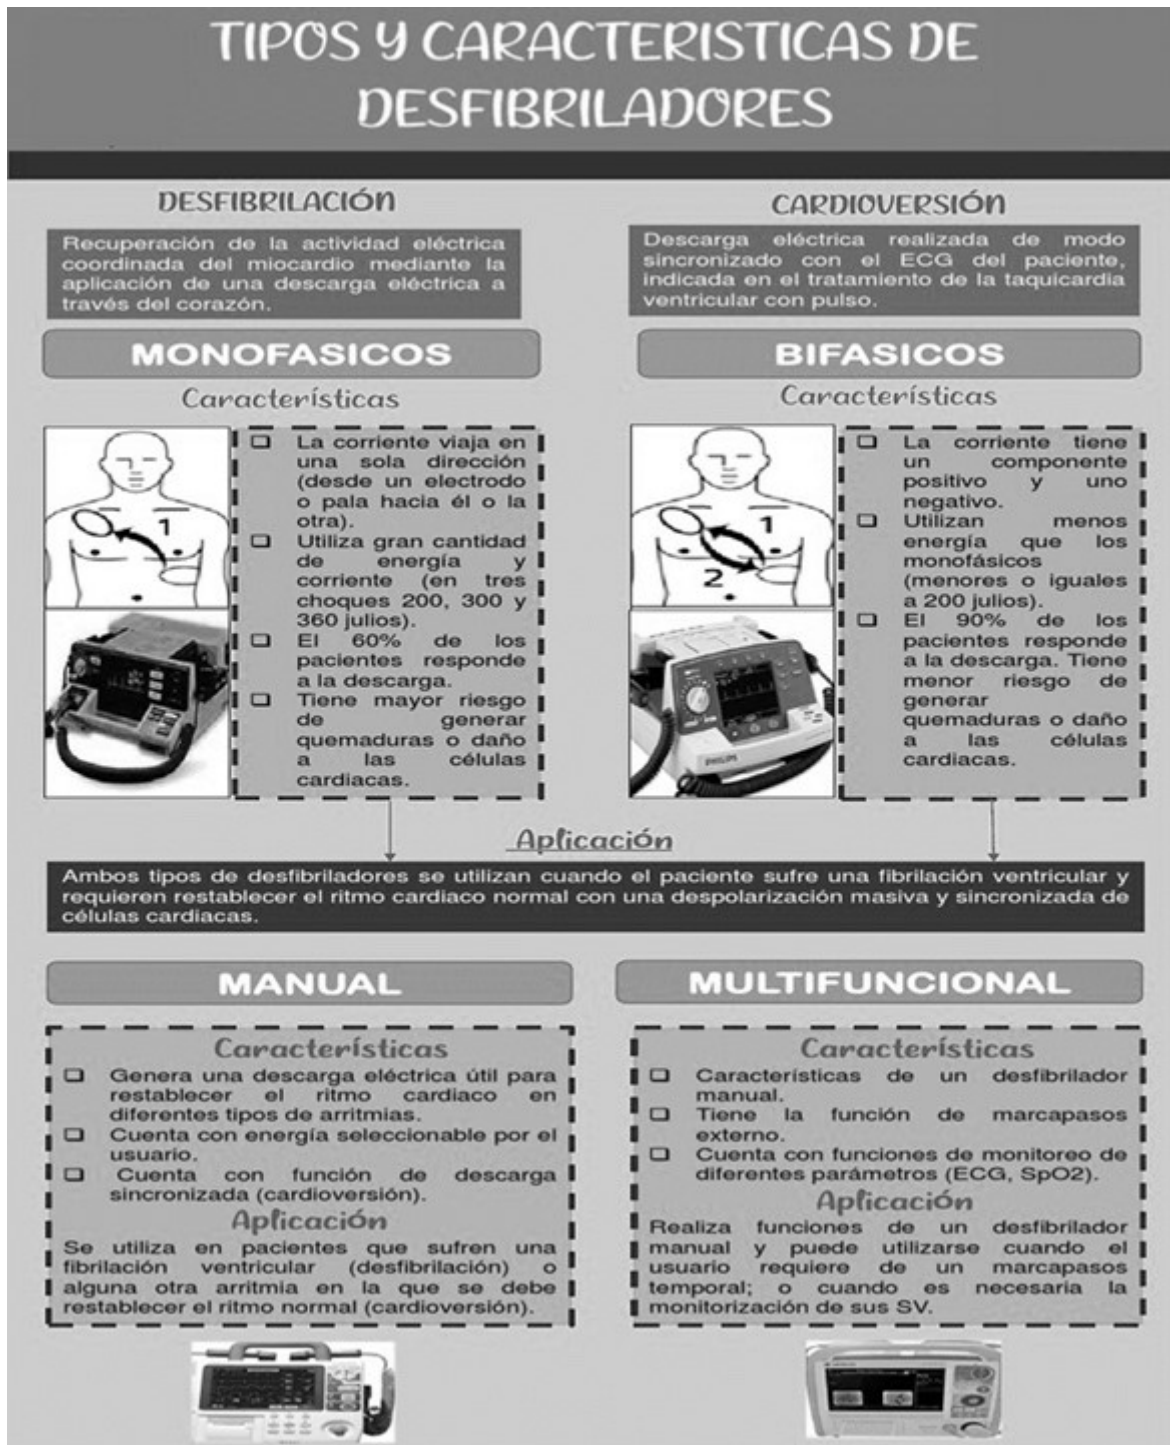 TIPOS Y CARACTERISTICAS DE
DESFIBRILADORES
DESFIBRILACIÓN
Recuperación de la actividad eléctrica
coordinada del miocardio mediante la
aplicación de una descarga eléctrica a
través del corazón.
CARDIOVERSIÓN
Descarga eléctrica realizada de modo
sincronizado con el ECG del paciente,
indicada en el tratamiento de la taquicardia
ventricular con pulso.
MONOFASICOS
Características
1
❑ La corriente viaja en
una sola dirección
(desde un electrodo
o pala hacia él o la
otra).
❑ Utiliza gran cantidad
de energía y
corriente (en tres
choques 200, 300 y
360 julios).
❑ El 60% de los
pacientes responde
a la descarga.
❑ Tiene mayor riesgo
de generar
quemaduras o daño
a las células
cardiacas.
BIFASICOS
Características
1
2
PHILIPS
❑ La corriente tiene
un componente
positivo y uno
negativo.
❑ Utilizan menos
energía que los
monofásicos
(menores o iguales
a 200 julios).
❑ El 90% de los
pacientes responde
a la descarga. Tiene
menor riesgo de
generar
quemaduras o daño
a las células
cardiacas.
Aplicación
Ambos tipos de desfibriladores se utilizan cuando el paciente sufre una fibrilación ventricular y
requieren restablecer el ritmo cardiaco normal con una despolarización masiva y sincronizada de
células cardiacas.
MANUAL
Características
❑ Genera una descarga eléctrica útil para
restablecer el ritmo cardiaco en
diferentes tipos de arritmias.
❑ Cuenta con energía seleccionable por el
usuario.
❑ Cuenta con función de descarga
sincronizada (cardioversión).
Aplicación
Se utiliza en pacientes que sufren una
fibrilación ventricular (desfibrilación) o
alguna otra arritmia en la que se debe
restablecer el ritmo normal (cardioversión).
MULTIFUNCIONAL
Características
❑ Características de un desfibrilador
manual.
❑ Tiene la función de marcapasos
externo.
❑ Cuenta con funciones de monitoreo de
diferentes parámetros (ECG, SpO2).
Aplicación
Realiza funciones de un desfibrilador
manual y puede utilizarse cuando el
usuario requiere de un marcapasos
temporal; o cuando es necesaria la
monitorización de sus SV.